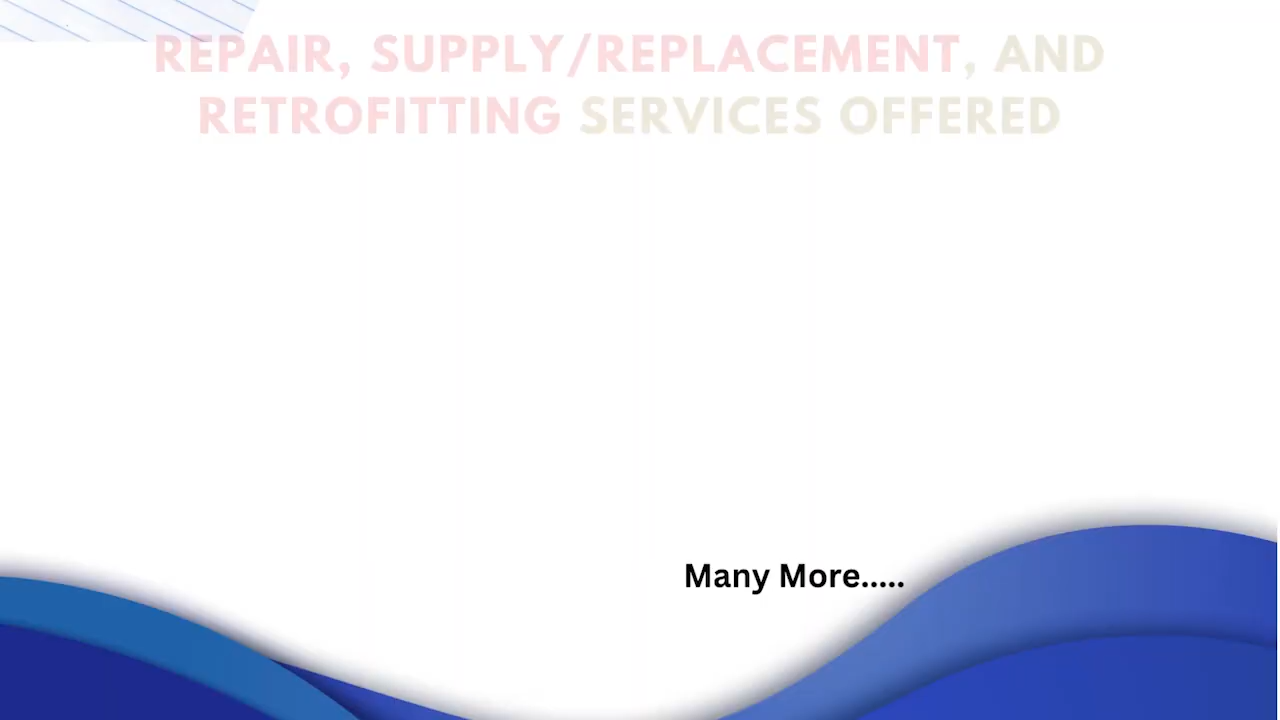 REPAIR, SUPPLY/REPLACEMENT, AND
RETROFITTING SERVICES OFFERED
Many More.....